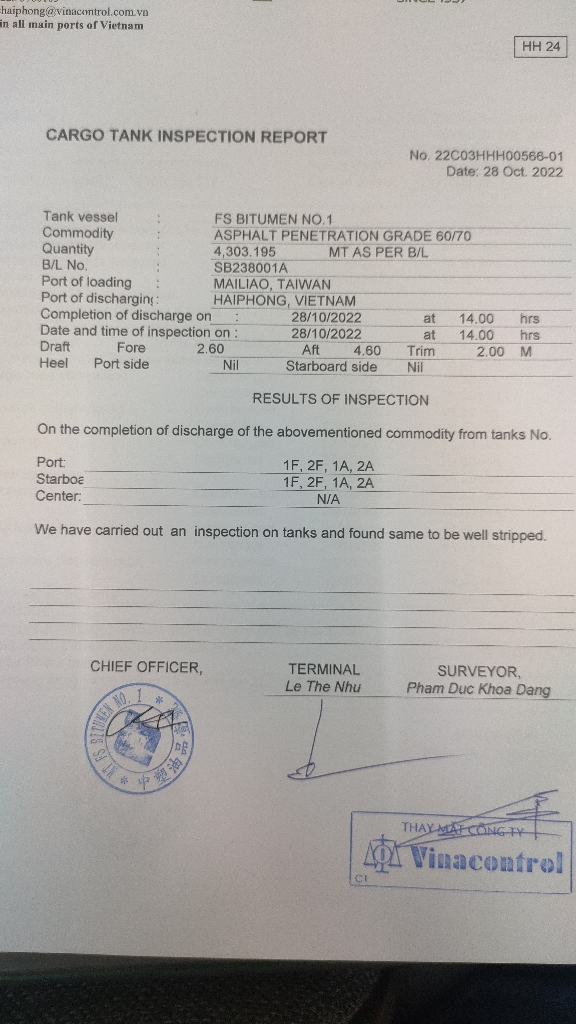 haiphong@vinacontrol.com.vn
in all main ports of Vietnam
HH 24
CARGO TANK INSPECTION REPORT
No. 22C03HHH00566-01
Date: 28 Oct. 2022
Tank vessel : FS BITUMEN NO.1
Commodity : ASPHALT PENETRATION GRADE 60/70
Quantity : 4,303.195 MT AS PER B/L
B/L No. : SB238001A
Port of loading : MAILIAO, TAIWAN
Port of discharging : HAIPHONG, VIETNAM
Completion of discharge on : 28/10/2022 at 14.00 hrs
Date and time of inspection on : 28/10/2022 at 14.00 hrs
Draft Fore 2.60 Aft 4.60 Trim 2.00 M
Heel Port side Nil Starboard side Nil
RESULTS OF INSPECTION
On the completion of discharge of the abovementioned commodity from tanks No.
Port: 1F, 2F, 1A, 2A
Starboa 1F, 2F, 1A, 2A
Center: N/A
We have carried out an inspection on tanks and found same to be well stripped.
CHIEF OFFICER, TERMINAL SURVEYOR,
Le The Nhu Pham Duc Khoa Dang
MT FS BITUMEN NO. 1
THAY MẶT CÔNG TY
Vinacontrol
C1